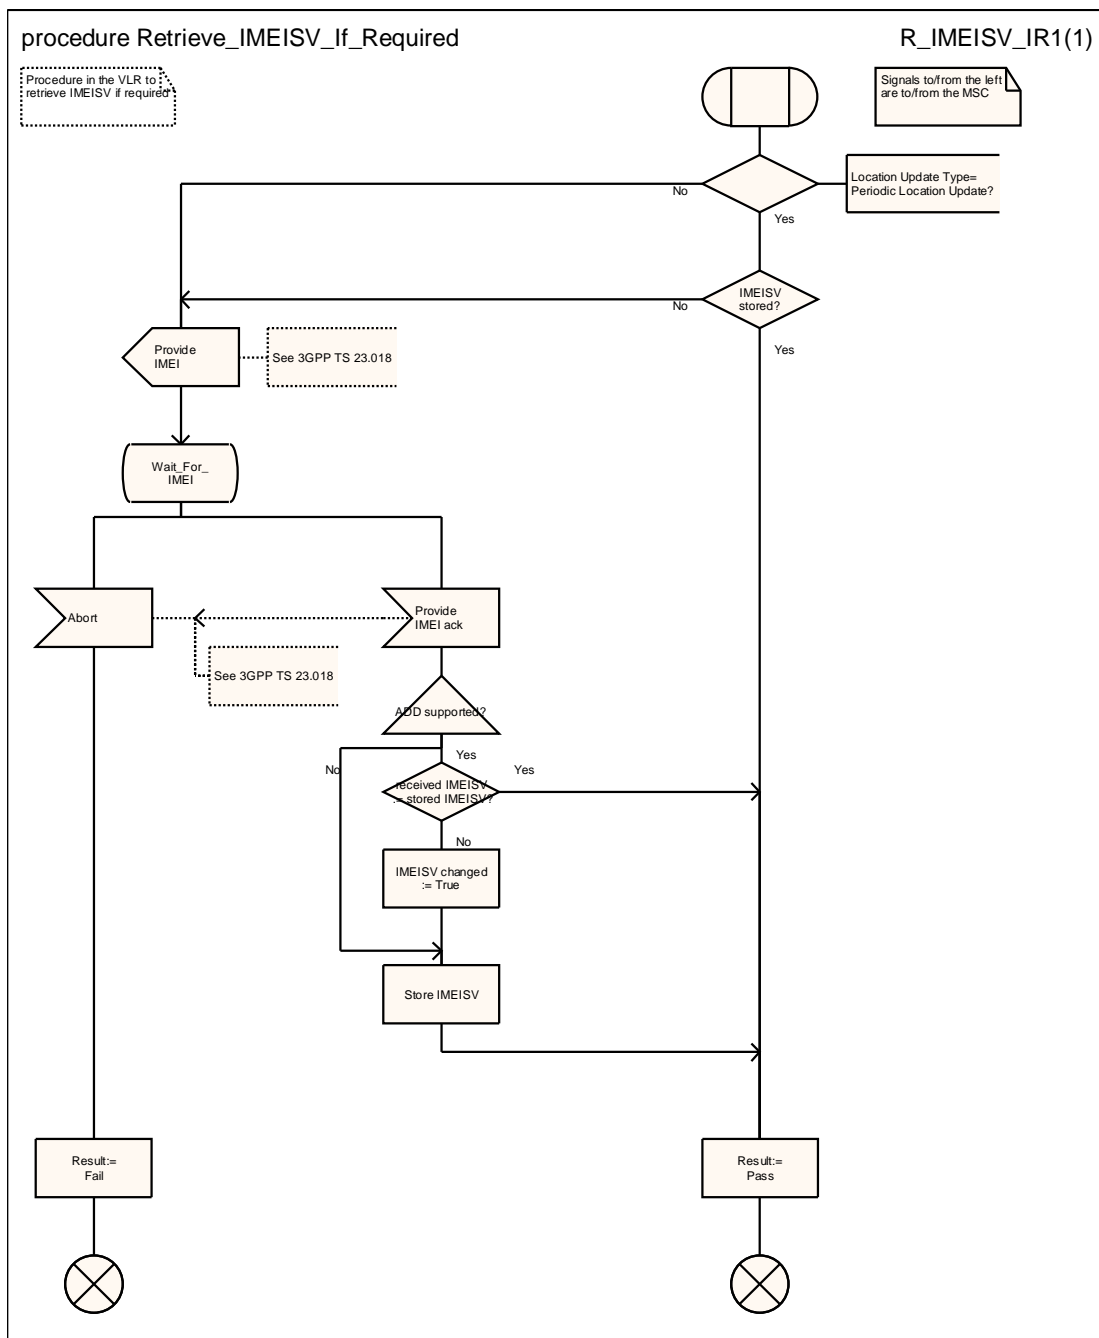 procedure Retrieve_IMEISV_If_Required
R_IMEISV_IR1(1)
Procedure in the VLR to
retrieve IMEISV if required
Signals to/from the left
are to/from the MSC
Location Update Type=
Periodic Location Update?
No
Yes
IMEISV
stored?
No
Yes
Provide
IMEI
See 3GPP TS 23.018
Wait_For_
IMEI
Abort
Provide
IMEI ack
See 3GPP TS 23.018
ADD supported?
Yes
No
received IMEISV
:= stored IMEISV?
Yes
No
IMEISV changed
:= True
Store IMEISV
Result:=
Fail
Result:=
Pass